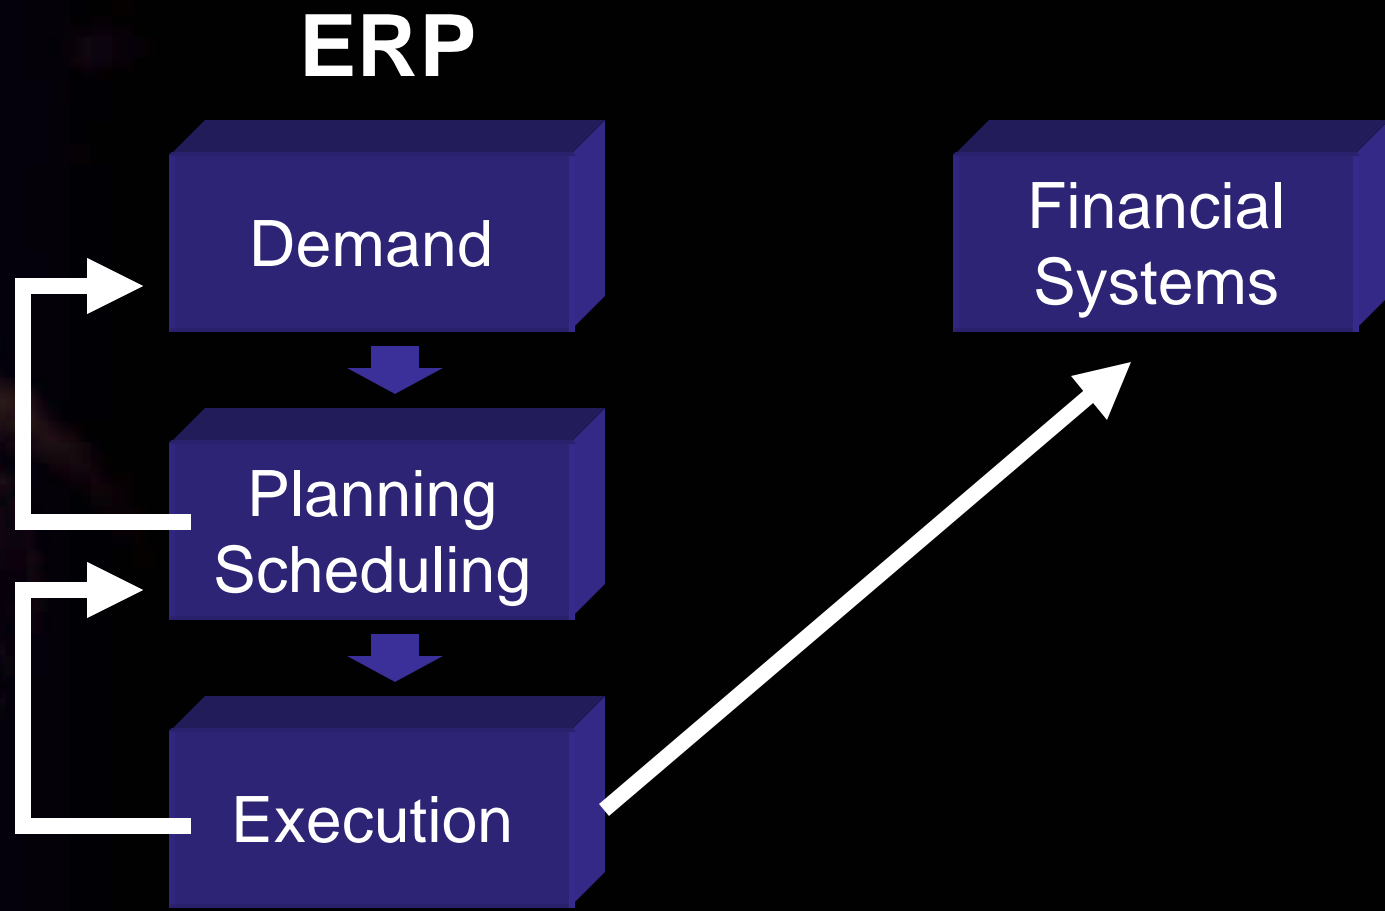 ERP
Demand
Financial
Systems
Planning
Scheduling
Execution